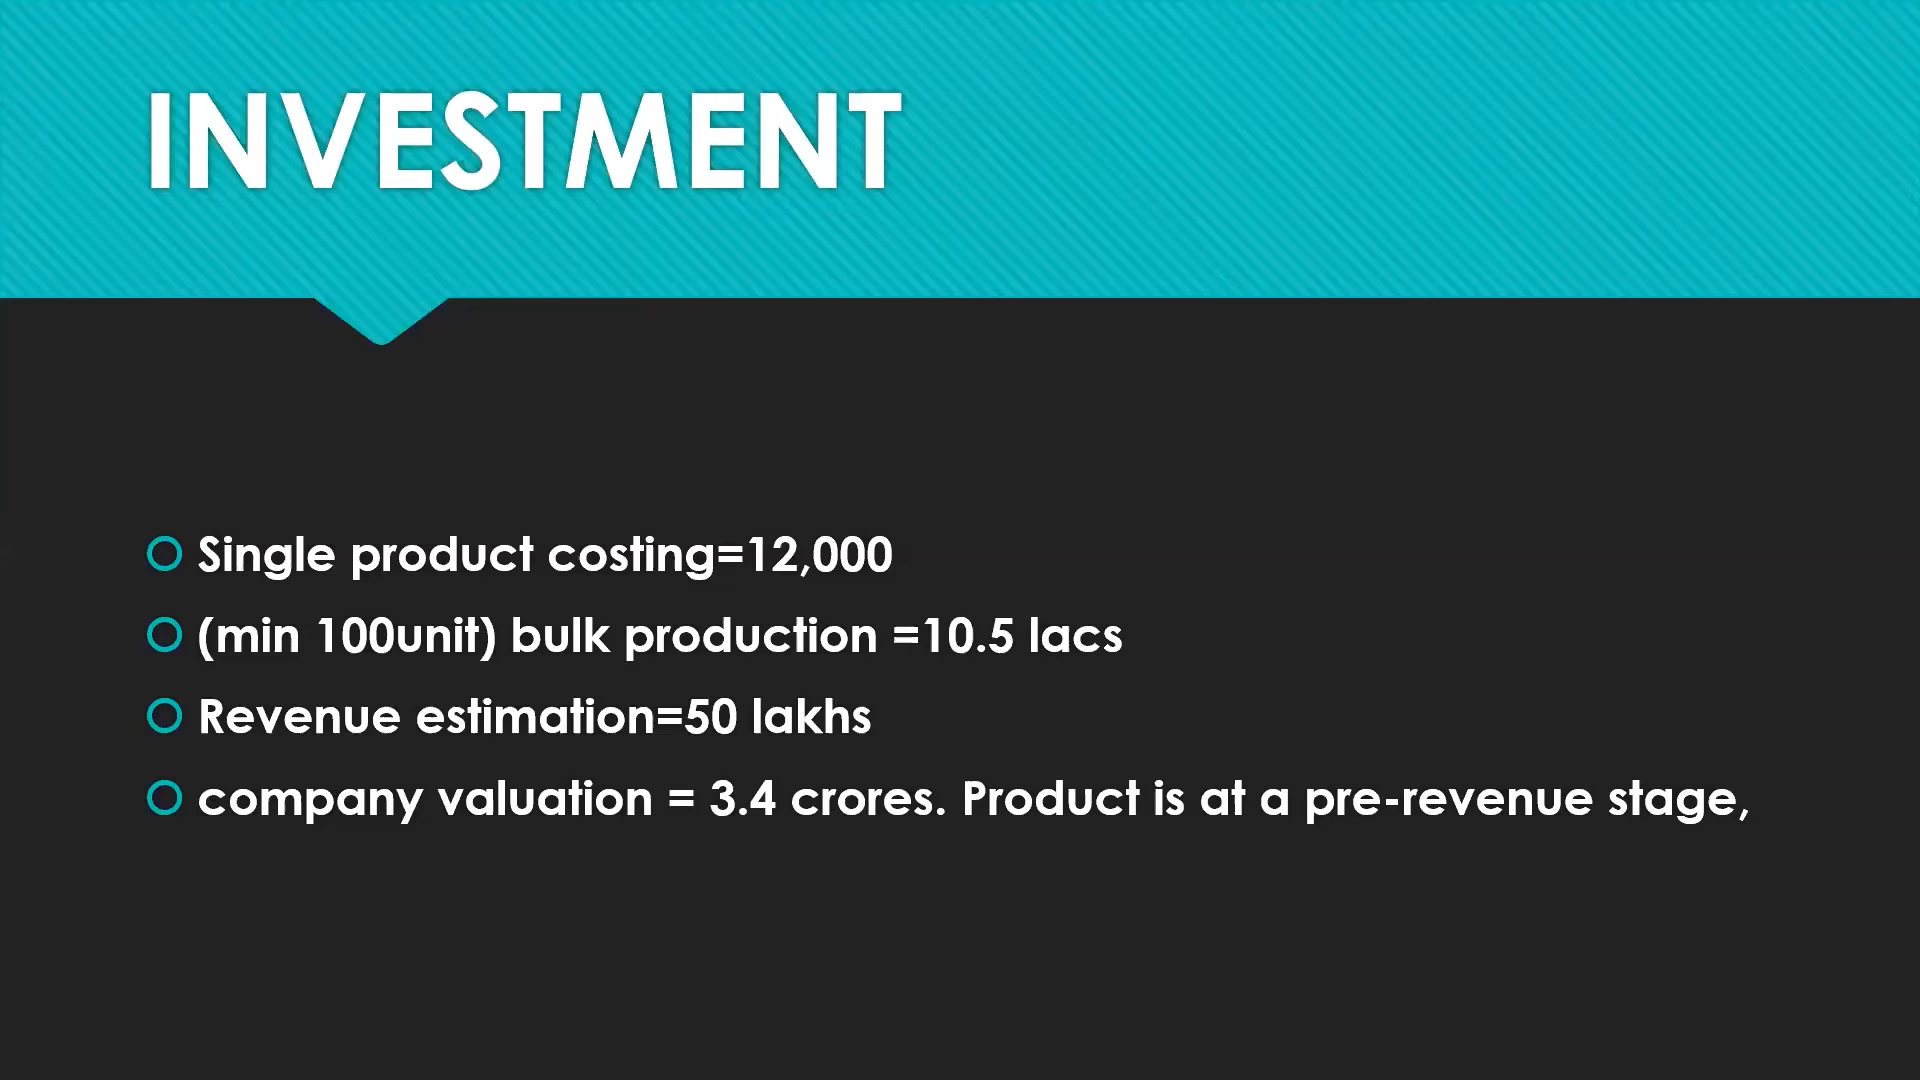 INVESTMENT
Single product costing=12,000
(min 100unit) bulk production =10.5 lacs
Revenue estimation=50 lakhs
company valuation = 3.4 crores. Product is at a pre-revenue stage,